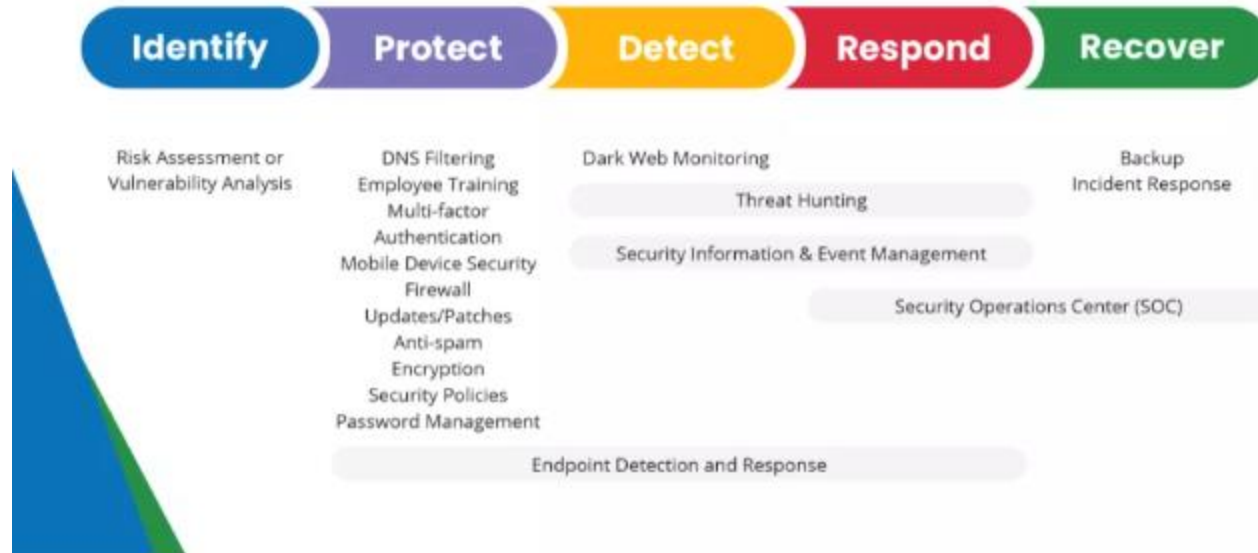 Identify
Protect
Detect
Respond
Recover
Risk Assessment or
Vulnerability Analysis
DNS Filtering
Employee Training
Multi-factor
Authentication
Mobile Device Security
Firewall
Updates/Patches
Anti-spam
Encryption
Security Policies
Password Management
Dark Web Monitoring
Threat Hunting
Security Information & Event Management
Backup
Incident Response
Security Operations Center (SOC)
Endpoint Detection and Response